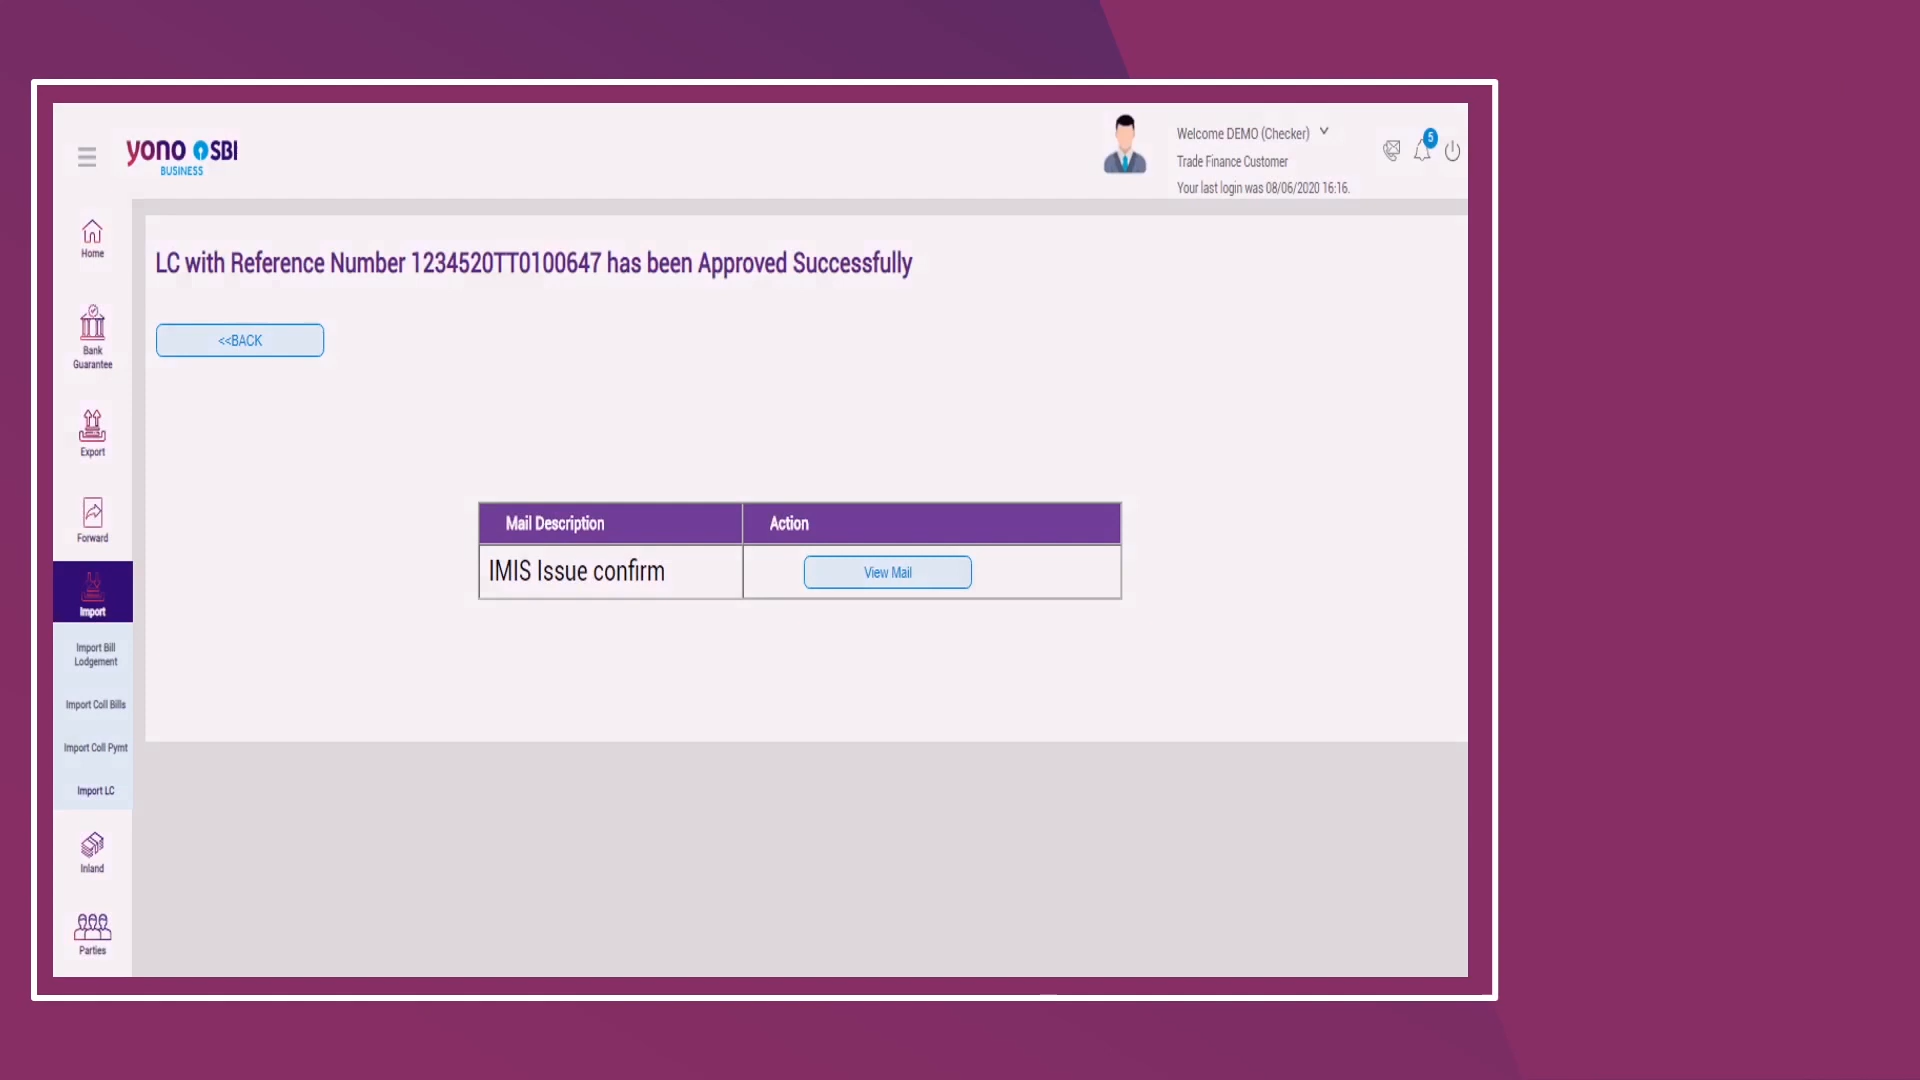 yono SBI
BUSINESS
Welcome DEMO (Checker)
Trade Finance Customer
Your last login was 08/06/2020 16:16.
5
Home
Bank
Guarantee
Export
Forward
Import
Import Bill
Lodgement
Import Coll Bills
Import Coll Pymt
Import LC
Inland
Parties
LC with Reference Number 1234520TT0100647 has been Approved Successfully
<<BACK
Mail Description Action
IMIS Issue confirm View Mail